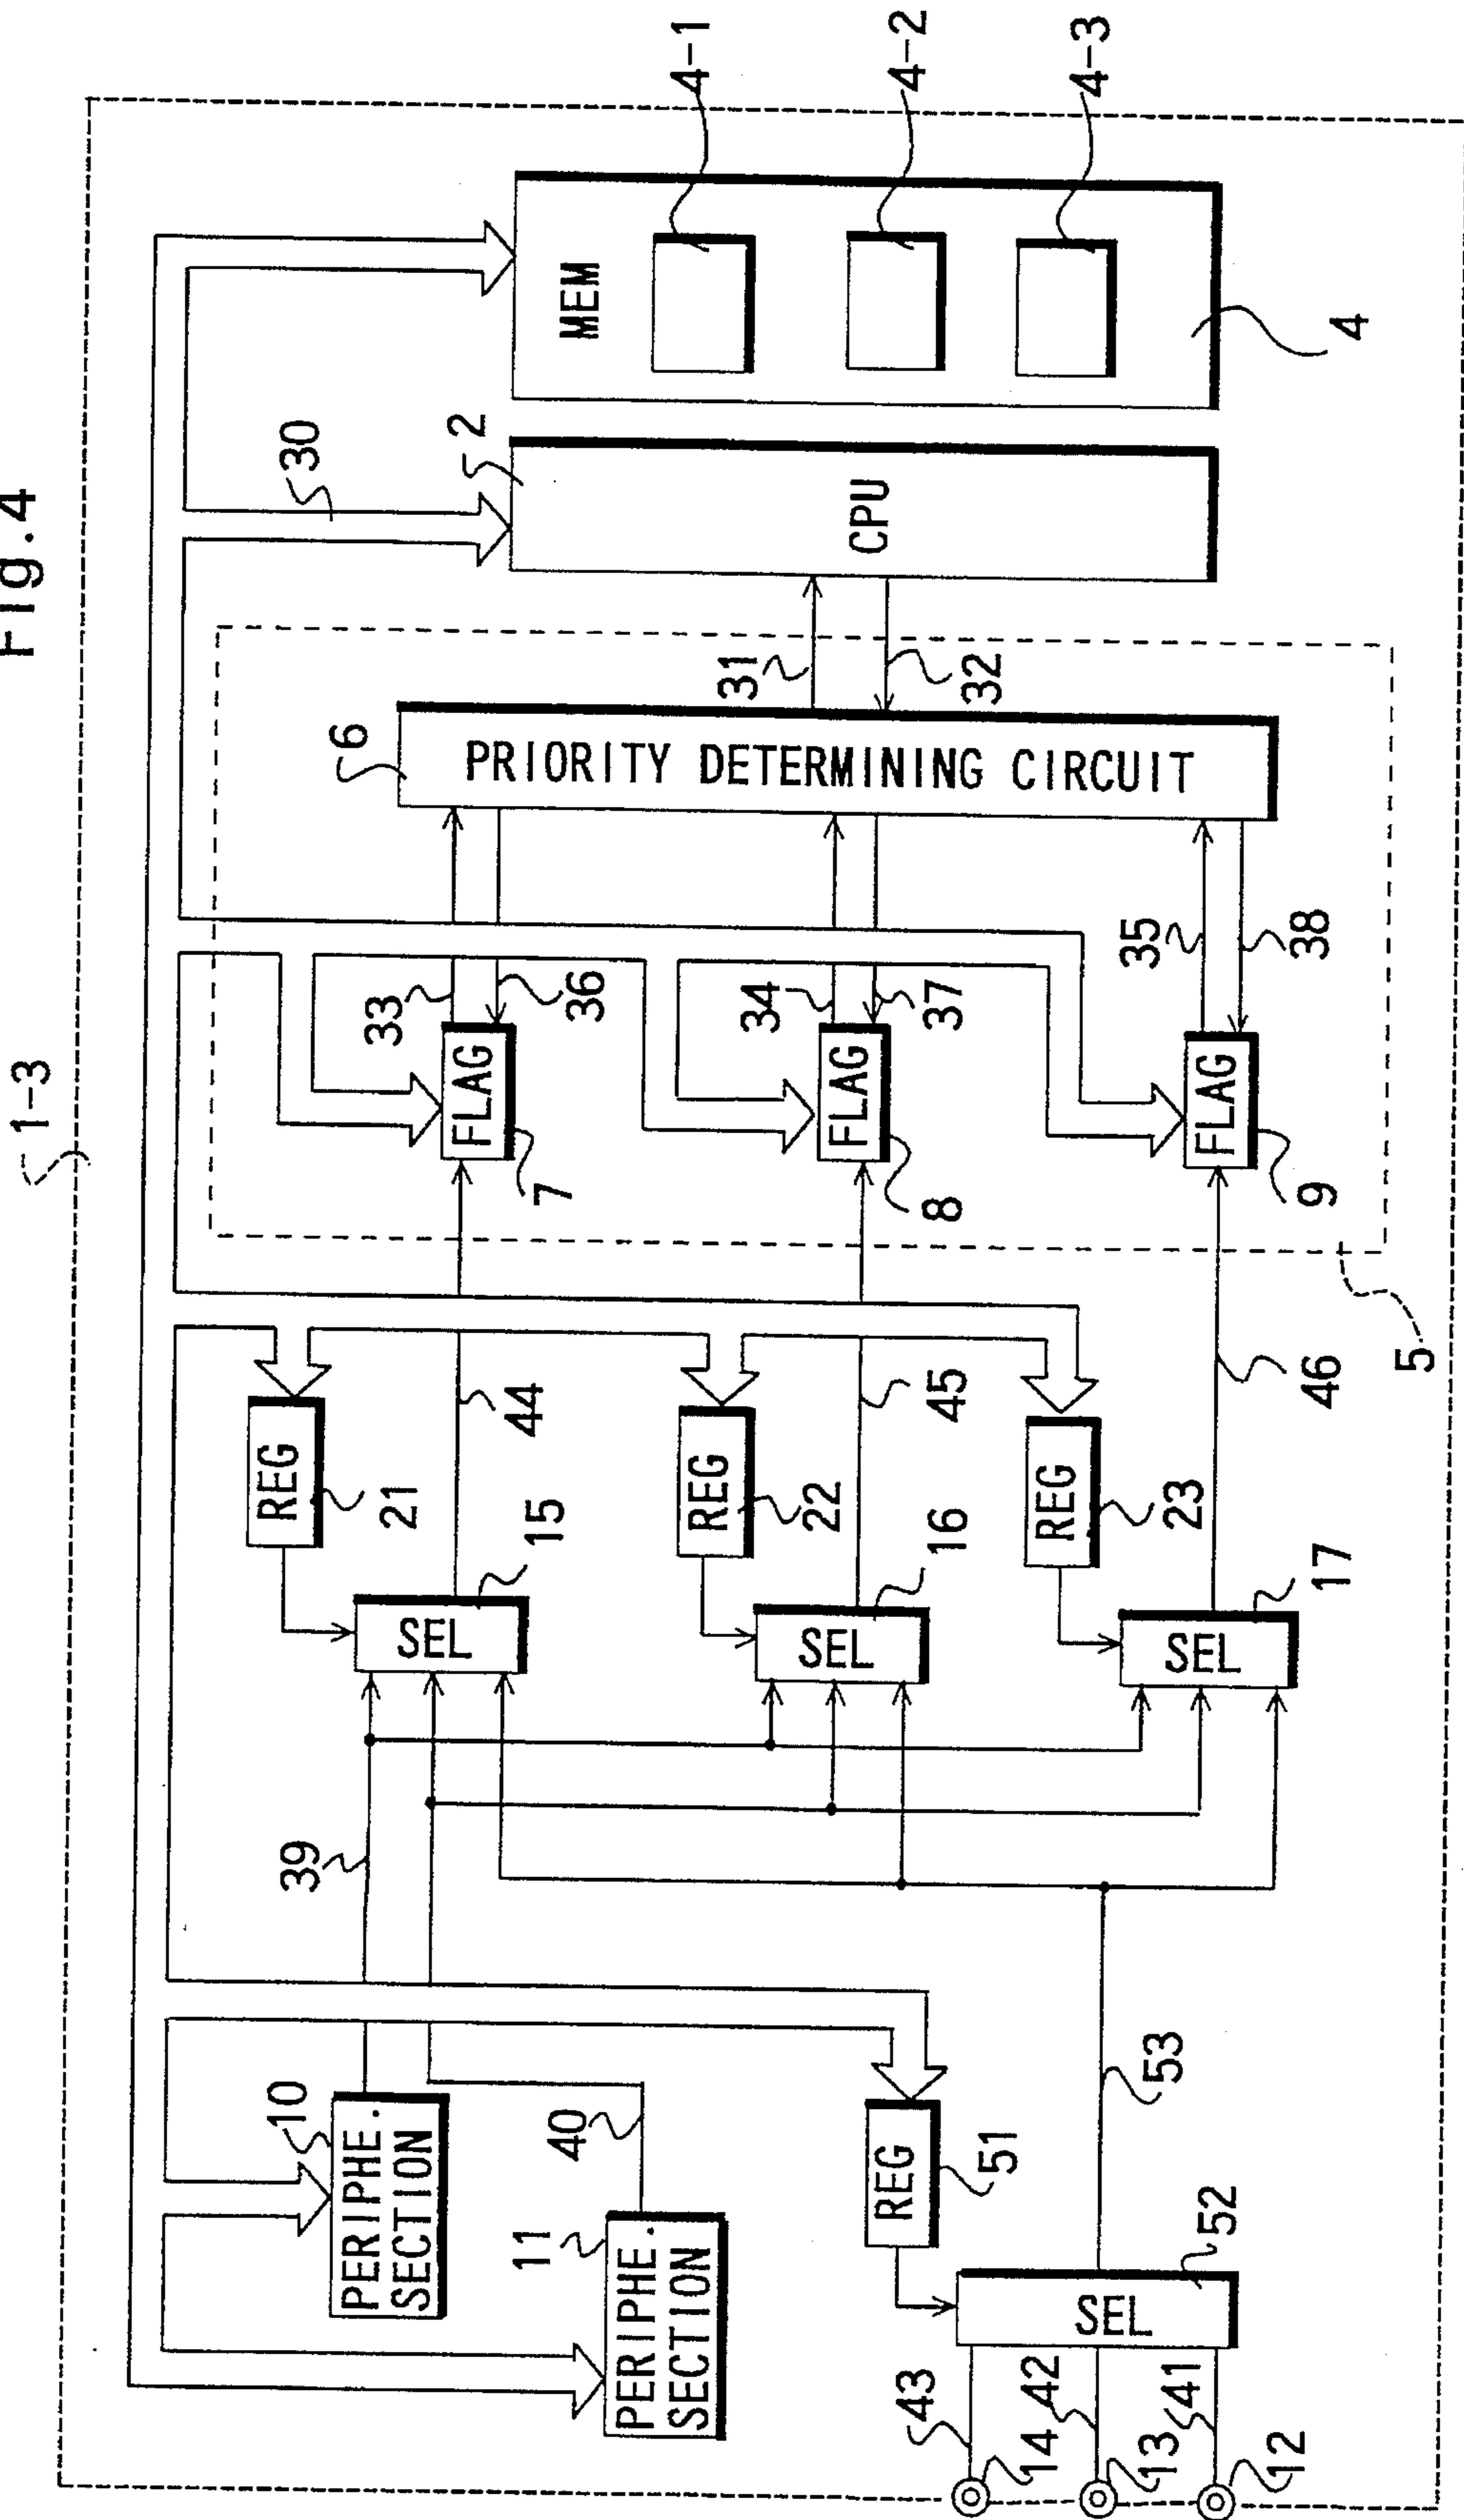 Fig.4
1-3
4-1
4-2
4-3
MEM
4
30
2
CPU
31
32
6
PRIORITY DETERMINING CIRCUIT
33
36
34
37
35
38
FLAG
7
FLAG
8
FLAG
9
5
44
45
46
REG
21
REG
22
REG
23
15
SEL
16
SEL
17
SEL
39
53
10
PERIPHE.
SECTION
40
11
PERIPHE.
SECTION
REG
51
52
SEL
43
42
41
14
13
12